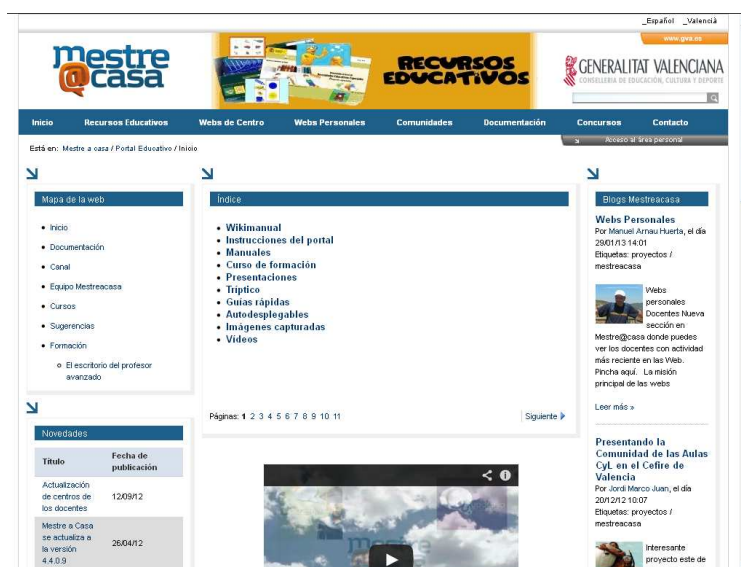 _Español _Valencià
www.gva.es
mestre
@casa
RECURSOS
EDUCATIVOS
GENERALITAT VALENCIANA
CONSELLERIA DE EDUCACIÓN, CULTURA Y DEPORTE
Inicio Recursos Educativos Webs de Centro Webs Personales Comunidades Documentación Concursos Contacto
Acceso al área personal
Está en: Mestre a casa / Portal Educativo / Inicio
Mapa de la web
• Inicio
• Documentación
• Canal
• Equipo Mestreacasa
• Cursos
• Sugerencias
• Formación
El escritorio del profesor
avanzado
Novedades
Título Fecha de
publicación
Actualización
de centros de
los docentes
12/09/12
Mestre a Casa
se actualiza a
la versión
4.4.0.9
26/04/12
Índice
• Wikimanual
• Instrucciones del portal
• Manuales
• Curso de formación
• Presentaciones
• Tríptico
• Guías rápidas
• Autodesplegables
• Imágenes capturadas
• Vídeos
Páginas: 1 2 3 4 5 6 7 8 9 10 11 Siguiente
mestre
Blogs Mestreacasa
Webs Personales
Por Manuel Arnau Huerta, el día
29/01/13 14:01
Etiquetas: proyectos /
mestreacasa
Webs
personales
Docentes Nueva
sección en
Mestre@casa donde puedes
ver los docentes con actividad
más reciente en las Web.
Pincha aquí. La misión
principal de las webs
Leer más »
Presentando la
Comunidad de las Aulas
CyL en el Cefire de
Valencia
Por Jordi Marco Juan, el día
20/12/12 10:07
Etiquetas: proyectos /
mestreacasa
Interesante
proyecto este de